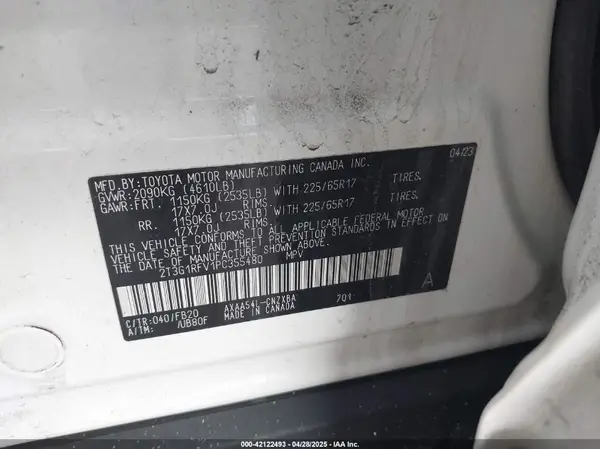 MFD.BY:TOYOTA MOTOR MANUFACTURING CANADA INC. 04/23
GVWR:2090KG (4610LB)
GAWR:FRT. 1150KG (2535LB) WITH 225/65R17 TIRES.
17X7.0J RIMS.
RR. 1150KG (2535LB) WITH 225/65R17 TIRES.
17X7.0J RIMS.
THIS VEHICLE CONFORMS TO ALL APPLICABLE FEDERAL MOTOR
VEHICLE SAFETY AND THEFT PREVENTION STANDARDS IN EFFECT ON
THE DATE OF MANUFACTURE SHOWN ABOVE.
2T3G1RFV1PC355480 MPV
A
C/TR:040/FB20 AXAA54L-CNZXBA 701
A/TM: /UB80F MADE IN CANADA
000-42122493 - 04/28/2025 - IAA Inc.